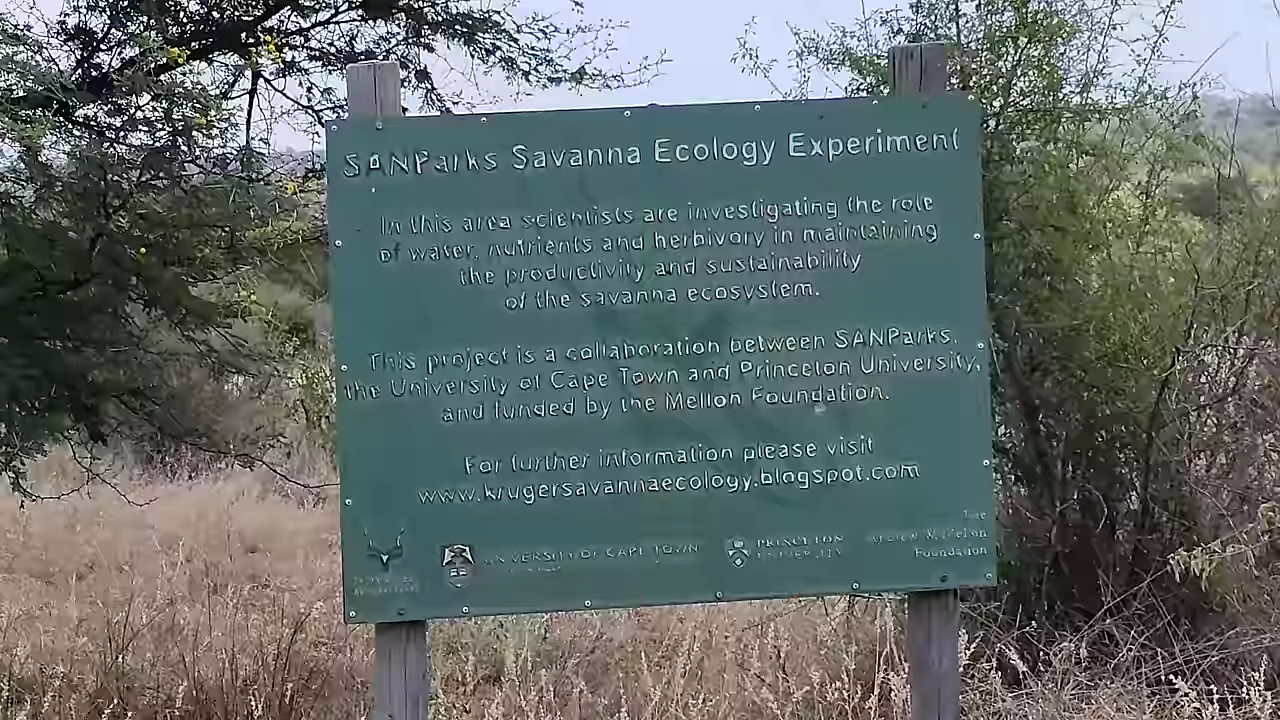 SANParks Savanna Ecology Experiment
In this area scientists are investigating the role
of water, nutrients and herbivory in maintaining
the productivity and sustainability
of the savanna ecosystem.
This project is a collaboration between SANParks,
the University of Cape Town and Princeton University,
and funded by the Mellon Foundation.
For further information please visit
www.krugersavannaecology.blogspot.com
UNIVERSITY OF CAPE TOWN
PRINCETON
UNIVERSITY
The
Andrew W. Mellon
Foundation